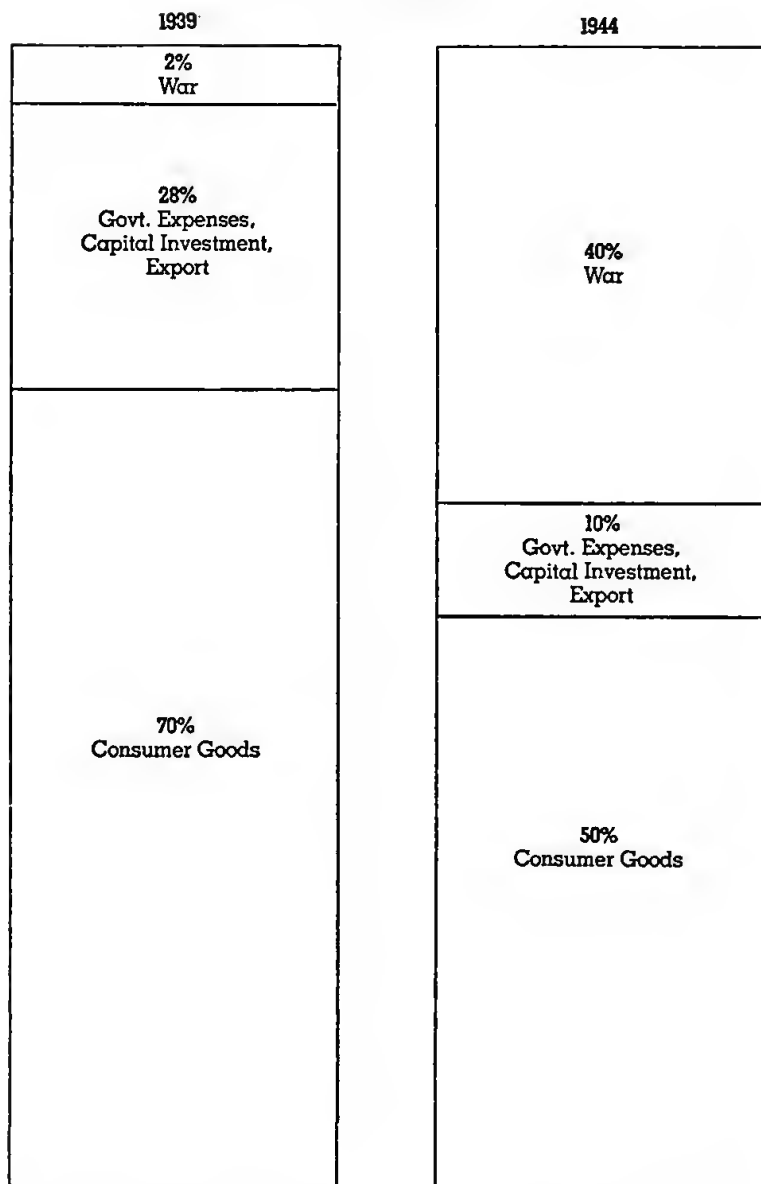 1939
2%
War
28%
Govt. Expenses,
Capital Investment,
Export
70%
Consumer Goods
1944
40%
War
10%
Govt. Expenses,
Capital Investment,
Export
50%
Consumer Goods